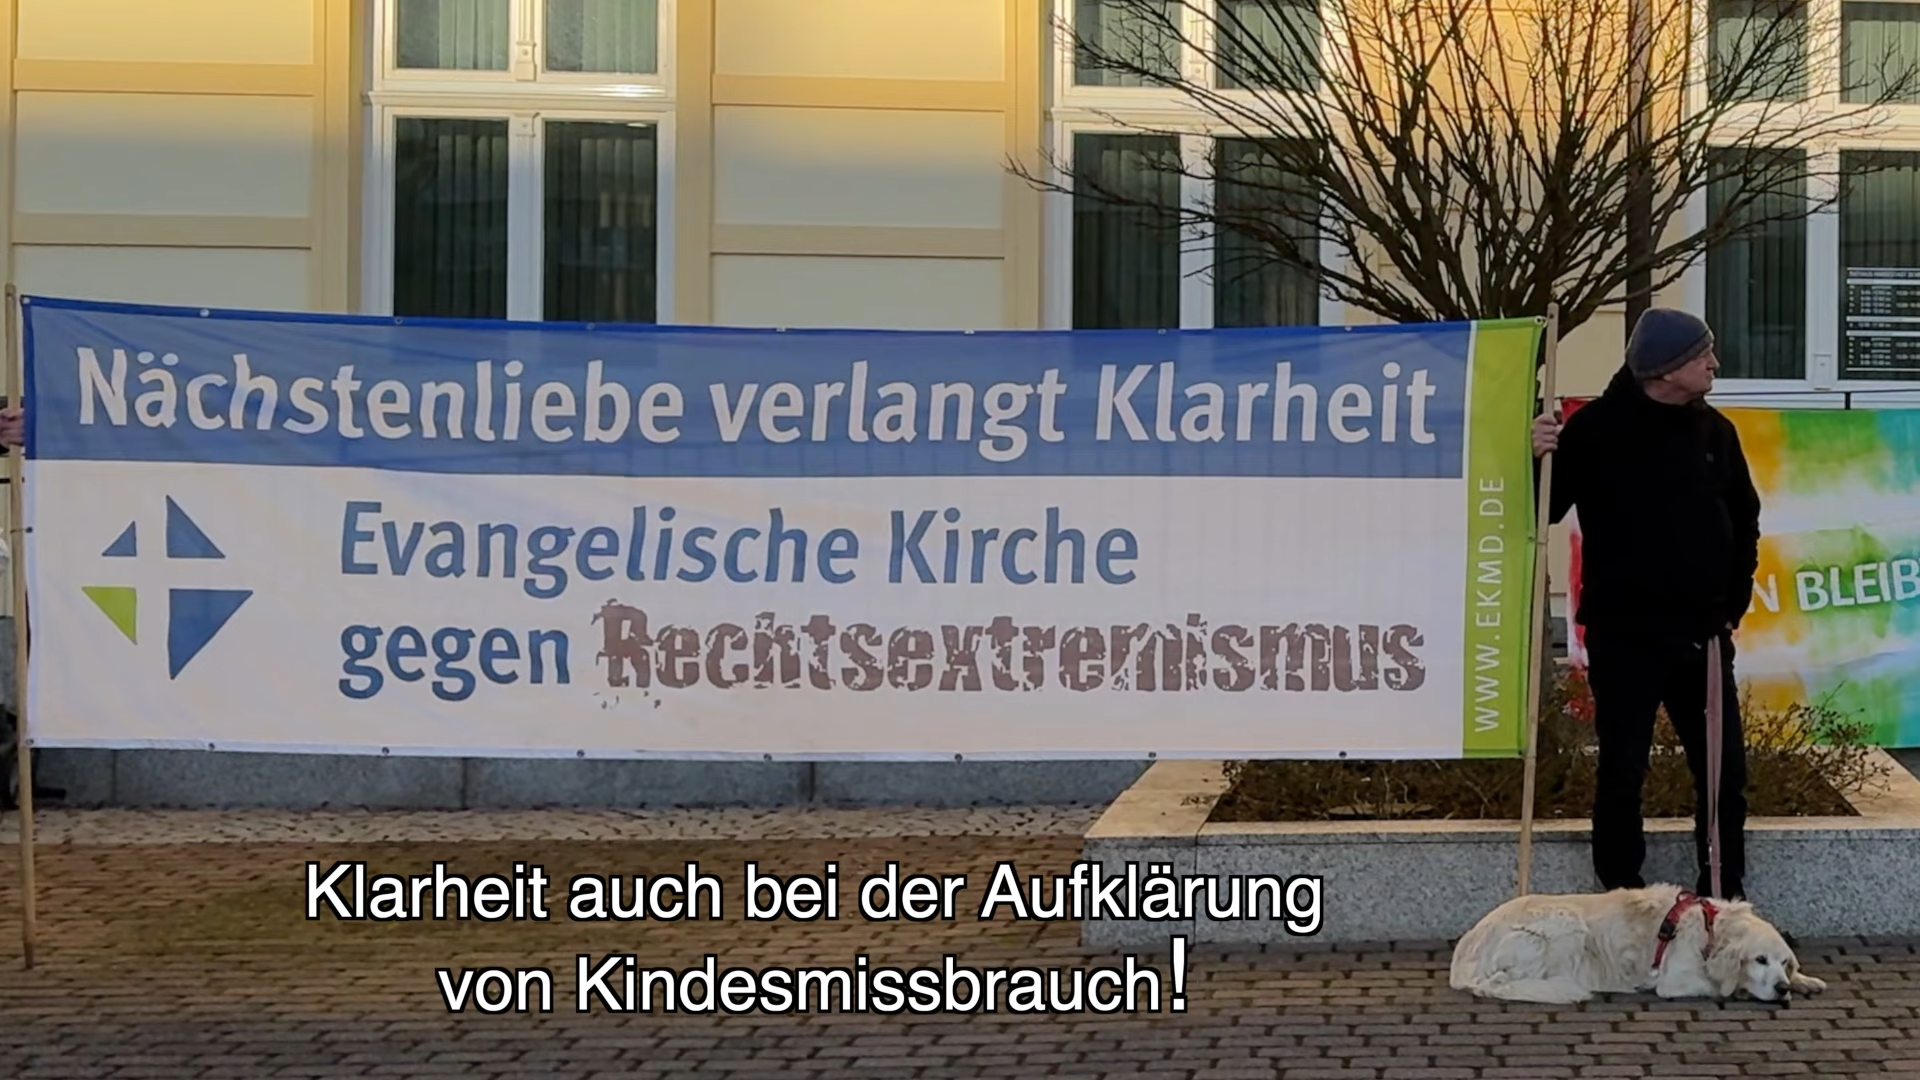 Nächstenliebe verlangt Klarheit
Evangelische Kirche
gegen Rechtsextremismus
WWW.EKMD.DE
N BLEIB
Klarheit auch bei der Aufklärung
von Kindesmissbrauch!